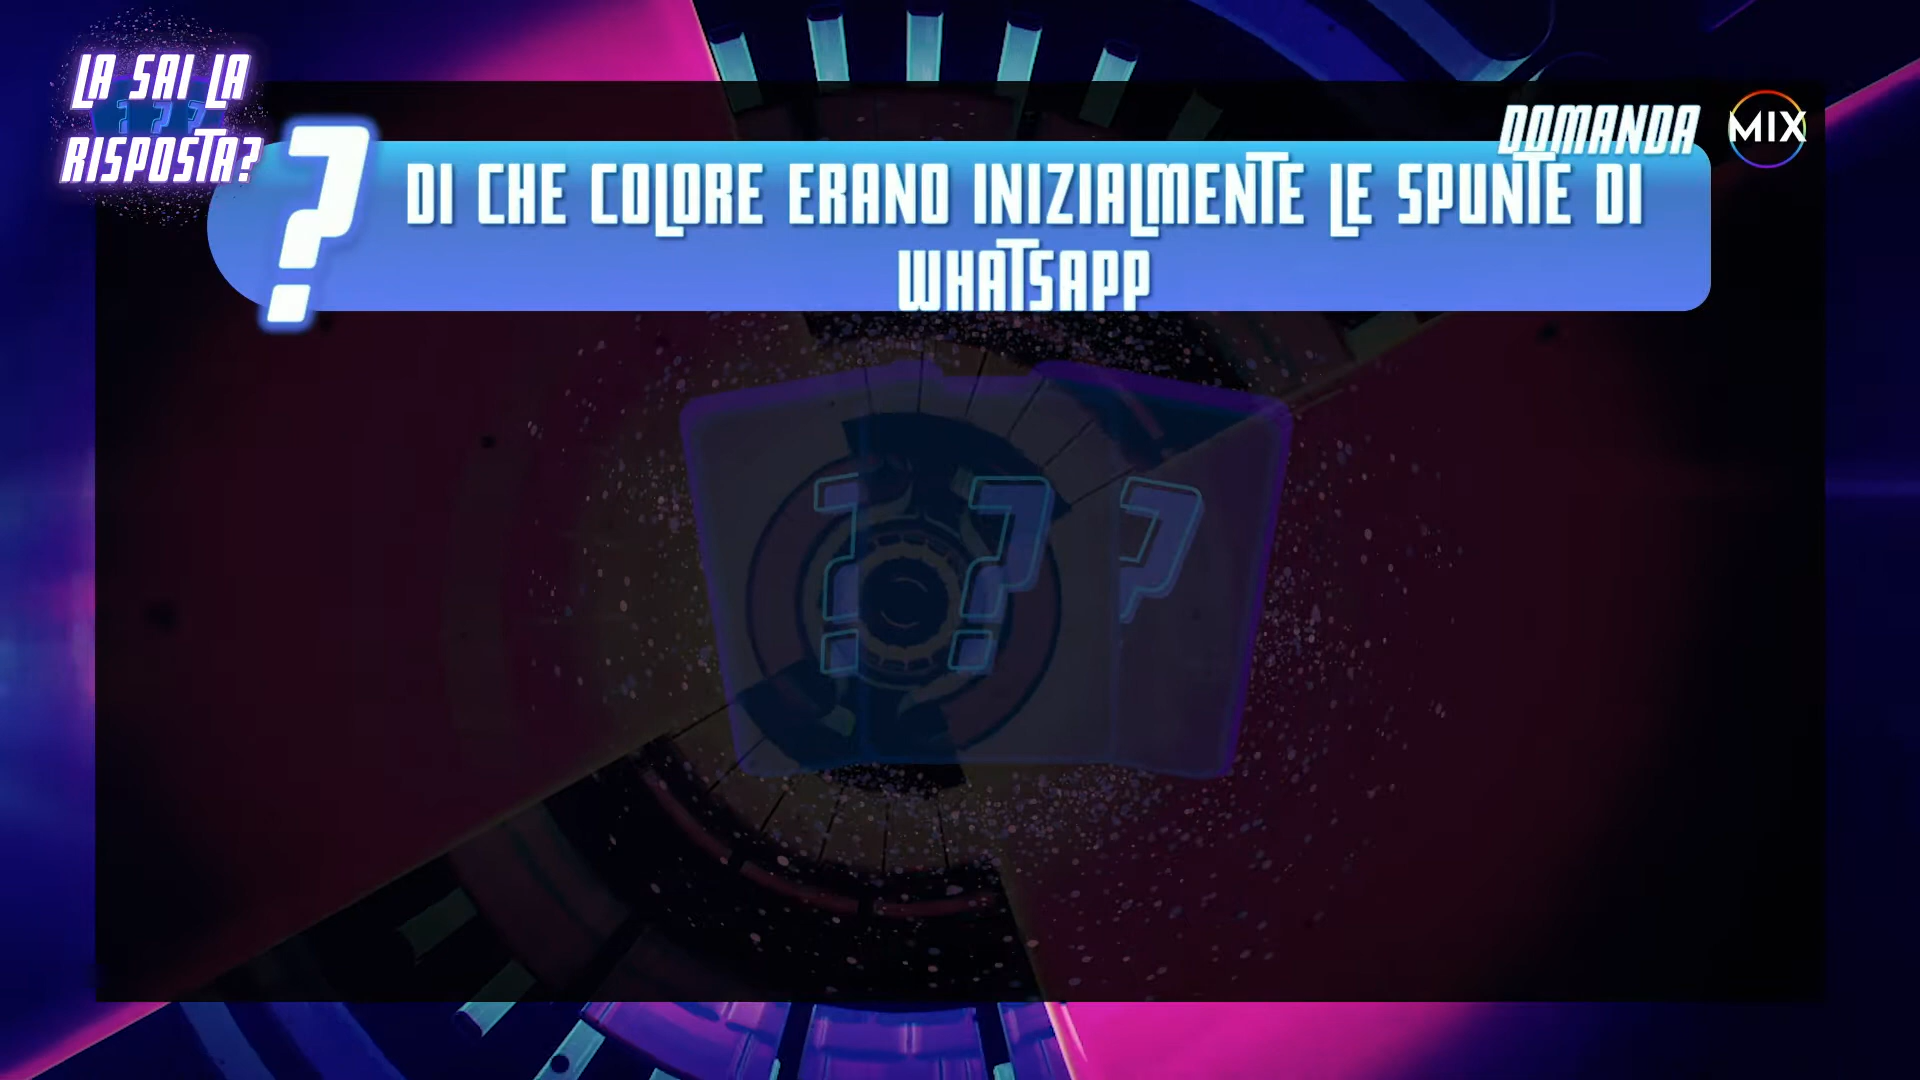 LA SAI LA
RISPOSTA?
DOMANDA
MIX
? DI CHE COLORE ERANO INIZIALMENTE LE SPUNTE DI
WHATSAPP
? ? ?